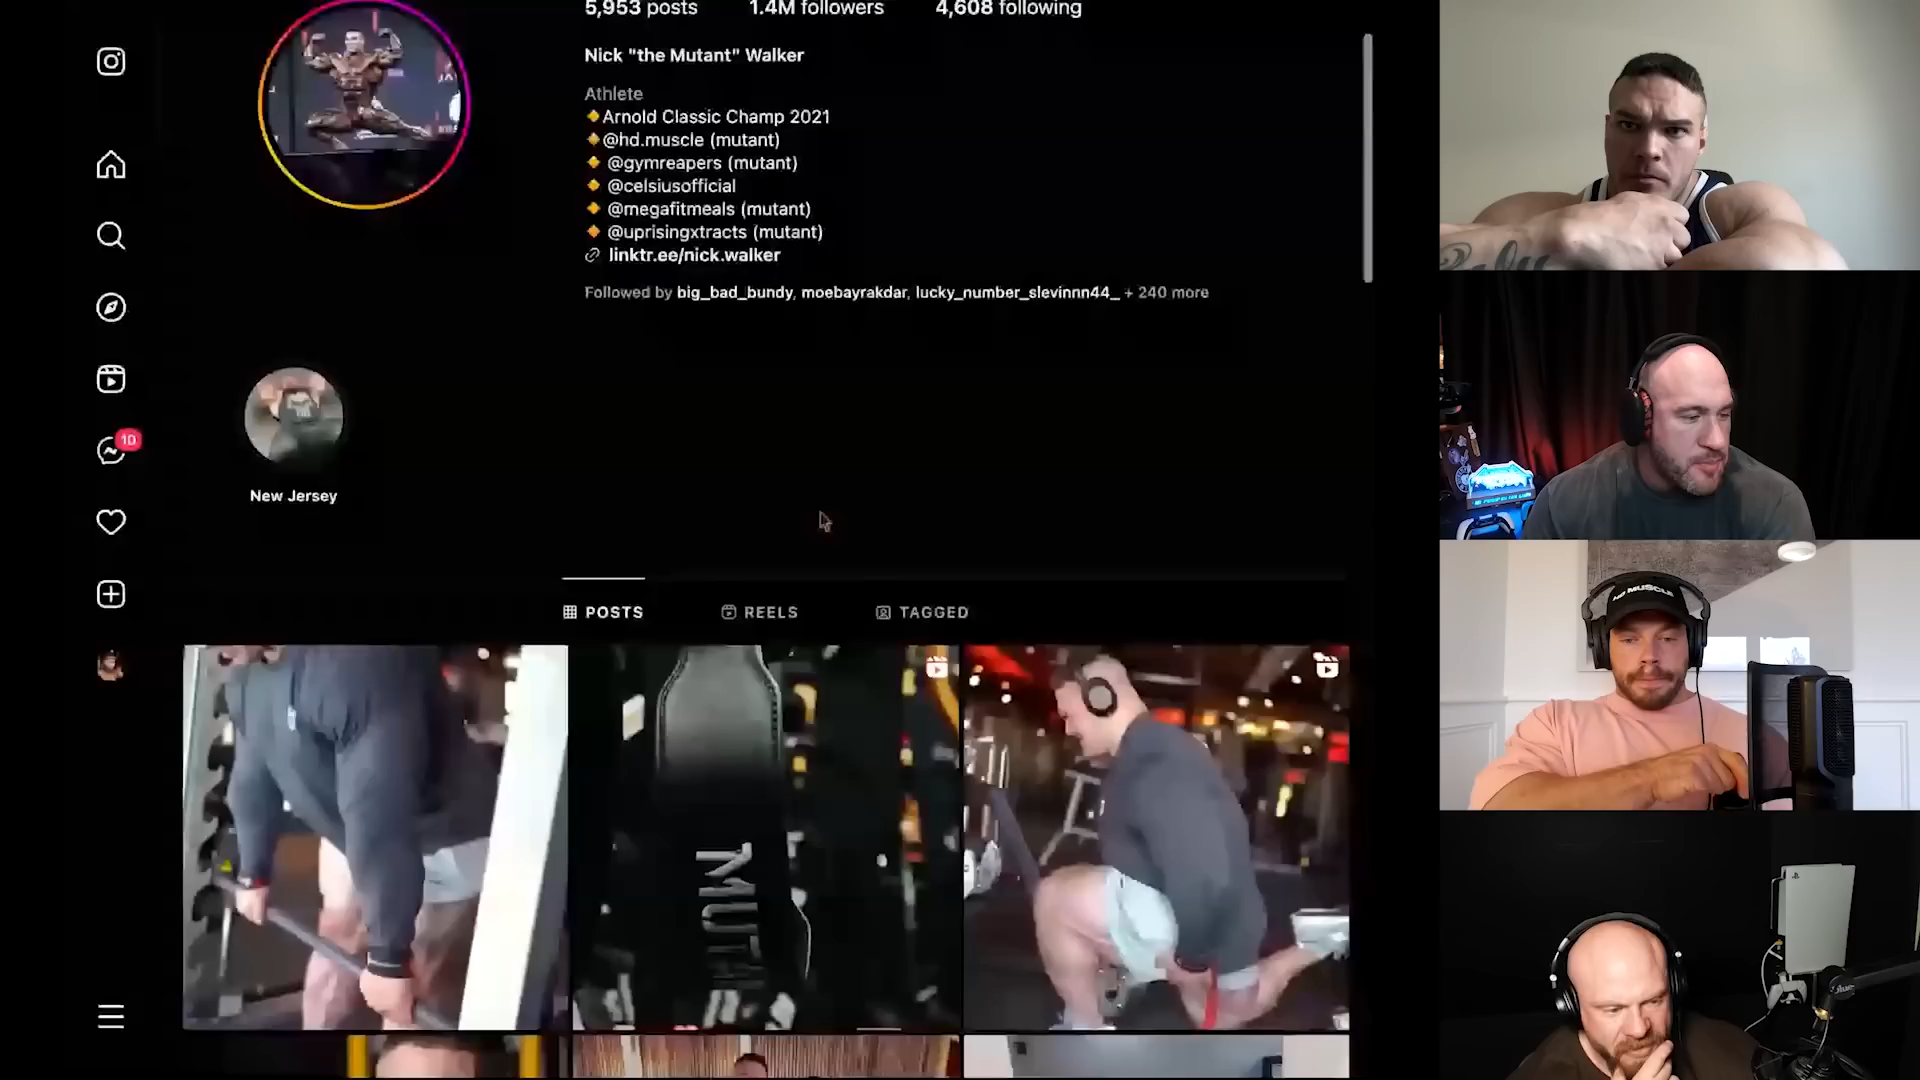 5,953 posts 1.4M followers 4,608 following
Nick "the Mutant" Walker
Athlete
🔸Arnold Classic Champ 2021
🔸@hd.muscle (mutant)
🔸 @gymreapers (mutant)
🔸 @celsiusofficial
🔸 @megafitmeals (mutant)
🔸 @uprisingxtracts (mutant)
linktr.ee/nick.walker
Followed by big_bad_bundy, moebayrakdar, lucky_number_slevinnn44_ + 240 more
10
New Jersey
POSTS REELS TAGGED
HD MUSCLE